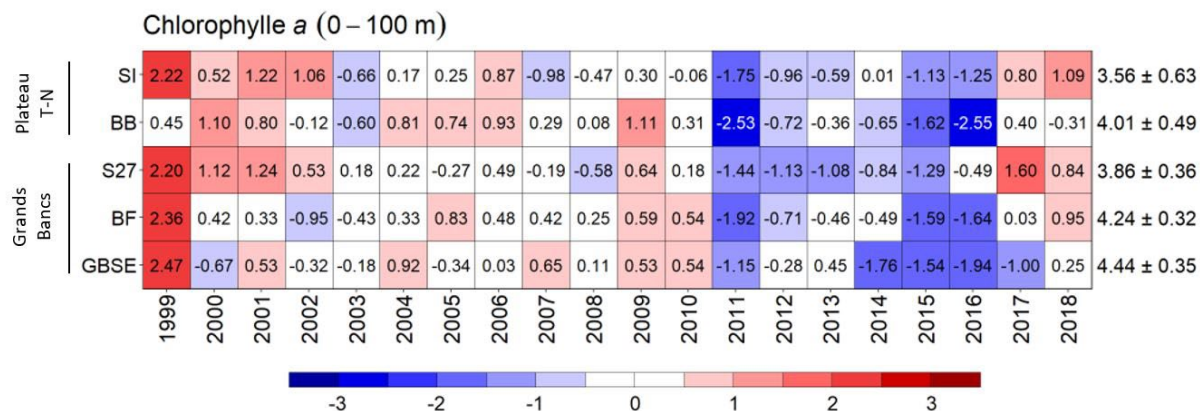 Chlorophylle a (0 – 100 m)
Plateau
T-N
SI 2.22 0.52 1.22 1.06 -0.66 0.17 0.25 0.87 -0.98 -0.47 0.30 -0.06 -1.75 -0.96 -0.59 0.01 -1.13 -1.25 0.80 1.09 3.56 ± 0.63
BB 0.45 1.10 0.80 -0.12 -0.60 0.81 0.74 0.93 0.29 0.08 1.11 0.31 -2.53 -0.72 -0.36 -0.65 -1.62 -2.55 0.40 -0.31 4.01 ± 0.49
Grands
Bancs
S27 2.20 1.12 1.24 0.53 0.18 0.22 -0.27 0.49 -0.19 -0.58 0.64 0.18 -1.44 -1.13 -1.08 -0.84 -1.29 -0.49 1.60 0.84 3.86 ± 0.36
BF 2.36 0.42 0.33 -0.95 -0.43 0.33 0.83 0.48 0.42 0.25 0.59 0.54 -1.92 -0.71 -0.46 -0.49 -1.59 -1.64 0.03 0.95 4.24 ± 0.32
GBSE 2.47 -0.67 0.53 -0.32 -0.18 0.92 -0.34 0.03 0.65 0.11 0.53 0.54 -1.15 -0.28 0.45 -1.76 -1.54 -1.94 -1.00 0.25 4.44 ± 0.35
1999 2000 2001 2002 2003 2004 2005 2006 2007 2008 2009 2010 2011 2012 2013 2014 2015 2016 2017 2018
-3 -2 -1 0 1 2 3